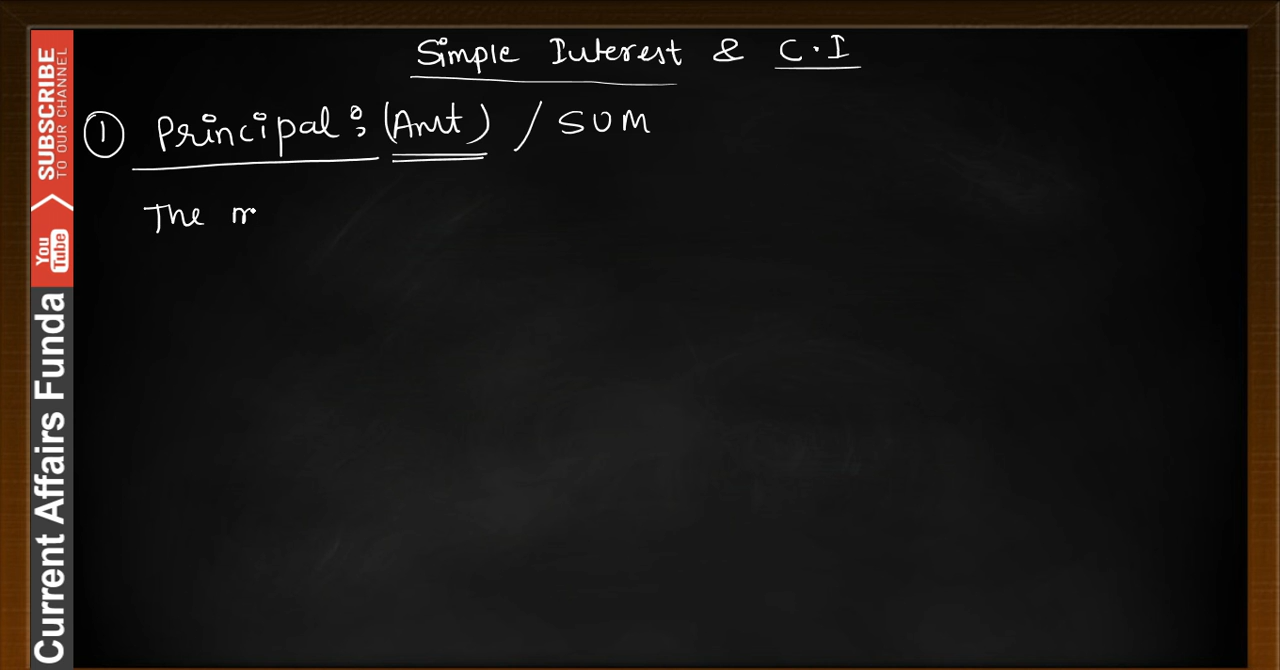 Simple Interest & C.I
① Principal : (Amt) / SUM
The m
SUBSCRIBE
TO OUR CHANNEL
You Tube
Current Affairs Funda